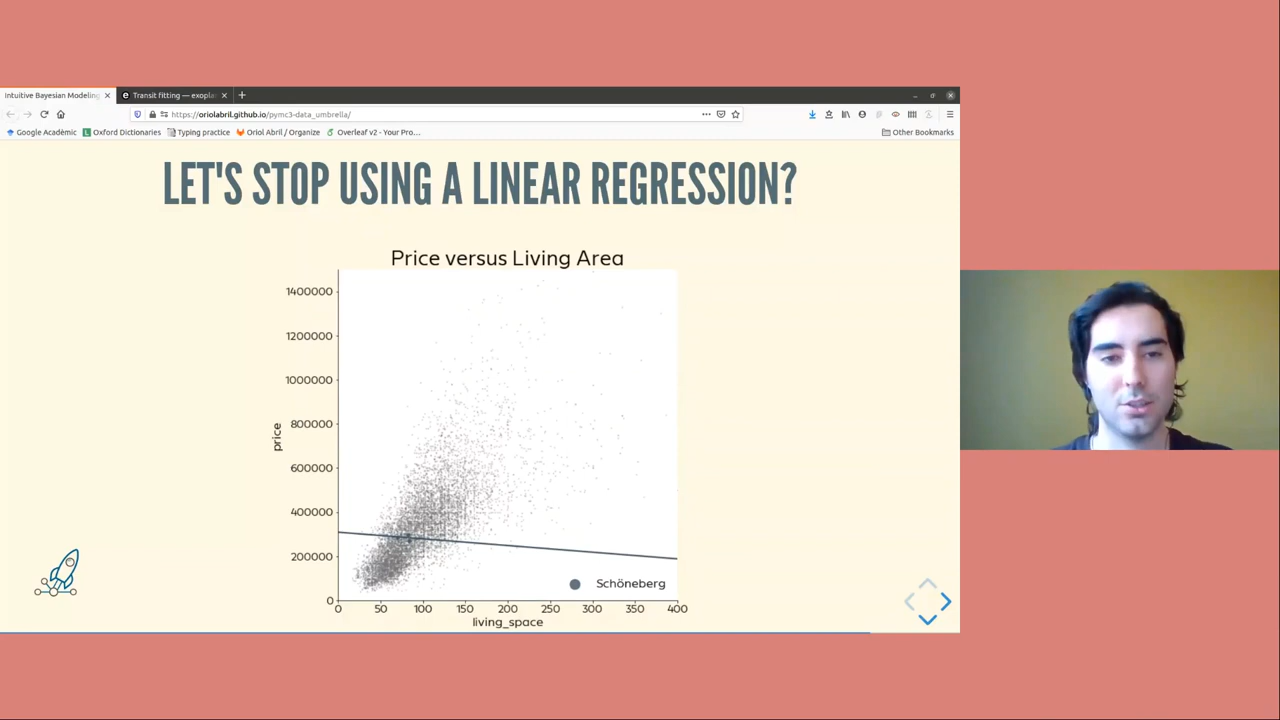 Intuitive Bayesian Modeling
Transit fitting — exopla
https://oriolabril.github.io/pymc3-data_umbrella/
Google Acadèmic
Oxford Dictionaries
Typing practice
Oriol Abril / Organize
Overleaf v2 - Your Pro...
Other Bookmarks
LET'S STOP USING A LINEAR REGRESSION?
Price versus Living Area
1400000
1200000
1000000
800000
600000
400000
200000
0
price
Schöneberg
0 50 100 150 200 250 300 350 400
living_space